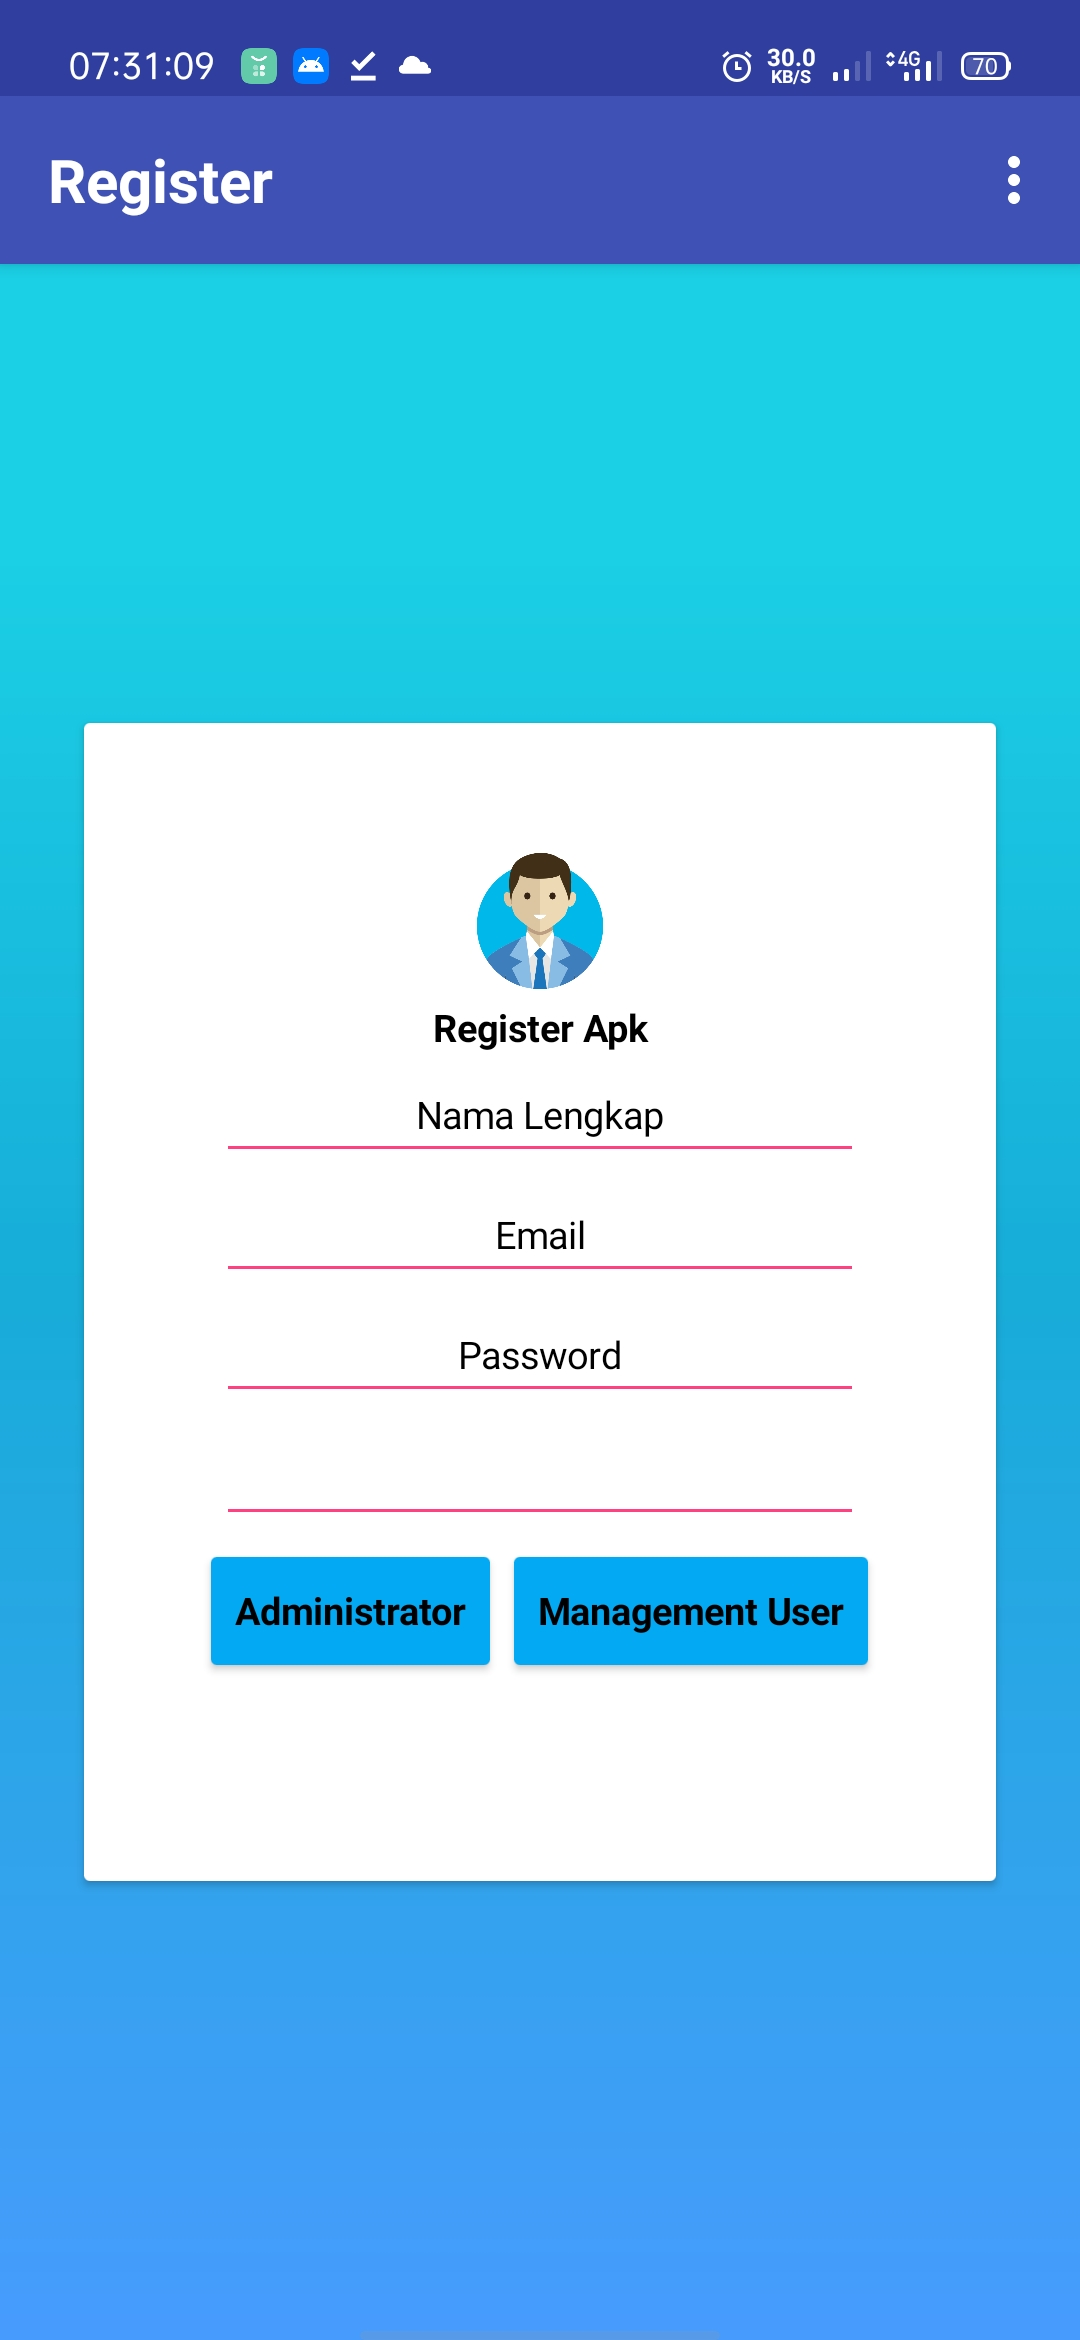 07:31:09 30.0 KB/S 4G 70
Register
Register Apk
Nama Lengkap
Email
Password
Administrator Management User